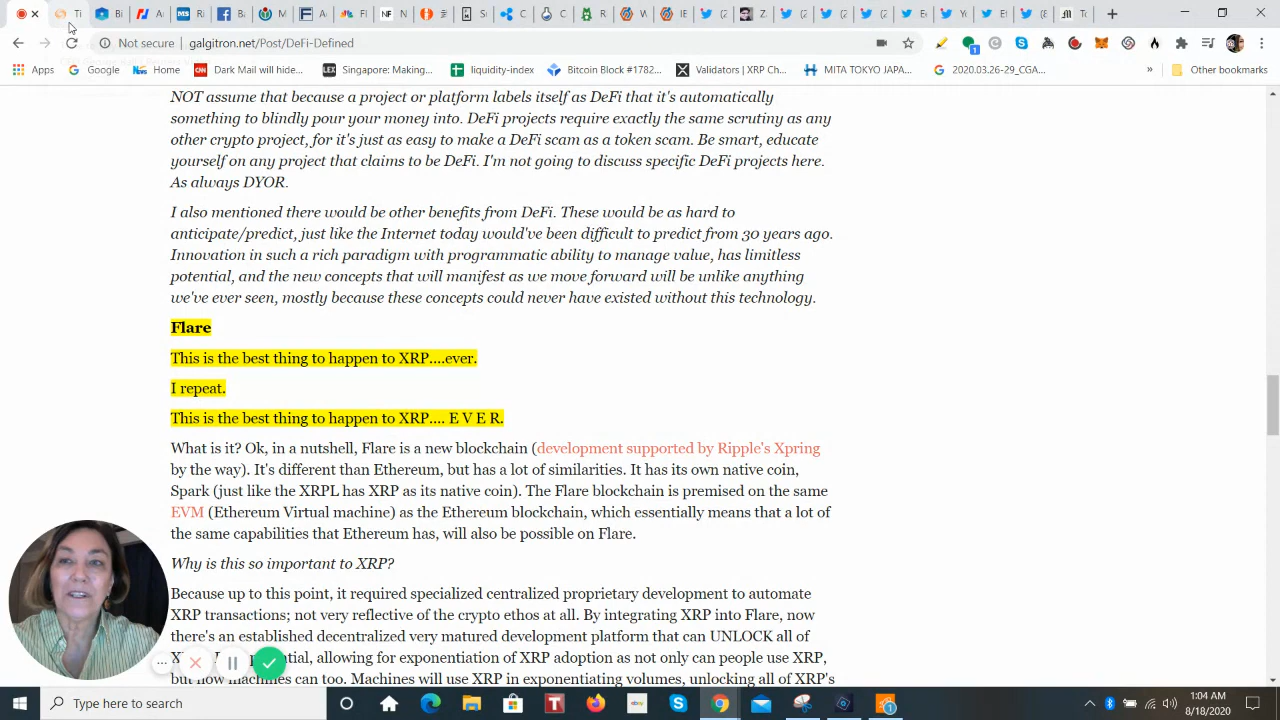 Ti
Bi
A
MS R
F
M
Fa
f
NF N
E
S
C
C
R
V
IE
Y
(
To
Not secure | galgitron.net/Post/DeFi-Defined
Apps Google Home Dark Mail will hide... Singapore: Making... liquidity-index Bitcoin Block #1782... Validators | XRP Ch... MITA TOKYO JAPA... 2020.03.26-29_CGA... » Other bookmarks
NOT assume that because a project or platform labels itself as DeFi that it's automatically
something to blindly pour your money into. DeFi projects require exactly the same scrutiny as any
other crypto project, for it's just as easy to make a DeFi scam as a token scam. Be smart, educate
yourself on any project that claims to be DeFi. I'm not going to discuss specific DeFi projects here.
As always DYOR.
I also mentioned there would be other benefits from DeFi. These would be as hard to
anticipate/predict, just like the Internet today would've been difficult to predict from 30 years ago.
Innovation in such a rich paradigm with programmatic ability to manage value, has limitless
potential, and the new concepts that will manifest as we move forward will be unlike anything
we've ever seen, mostly because these concepts could never have existed without this technology.
Flare
This is the best thing to happen to XRP....ever.
I repeat.
This is the best thing to happen to XRP.... E V E R.
What is it? Ok, in a nutshell, Flare is a new blockchain (development supported by Ripple's Xpring
by the way). It's different than Ethereum, but has a lot of similarities. It has its own native coin,
Spark (just like the XRPL has XRP as its native coin). The Flare blockchain is premised on the same
EVM (Ethereum Virtual machine) as the Ethereum blockchain, which essentially means that a lot of
the same capabilities that Ethereum has, will also be possible on Flare.
Why is this so important to XRP?
Because up to this point, it required specialized centralized proprietary development to automate
XRP transactions; not very reflective of the crypto ethos at all. By integrating XRP into Flare, now
there's an established decentralized very matured development platform that can UNLOCK all of
allowing for exponentiation of XRP adoption as not only can people use XRP,
but now machines can too. Machines will use XRP in exponentiating volumes, unlocking all of XRP's
Type here to search
1:04 AM
8/18/2020